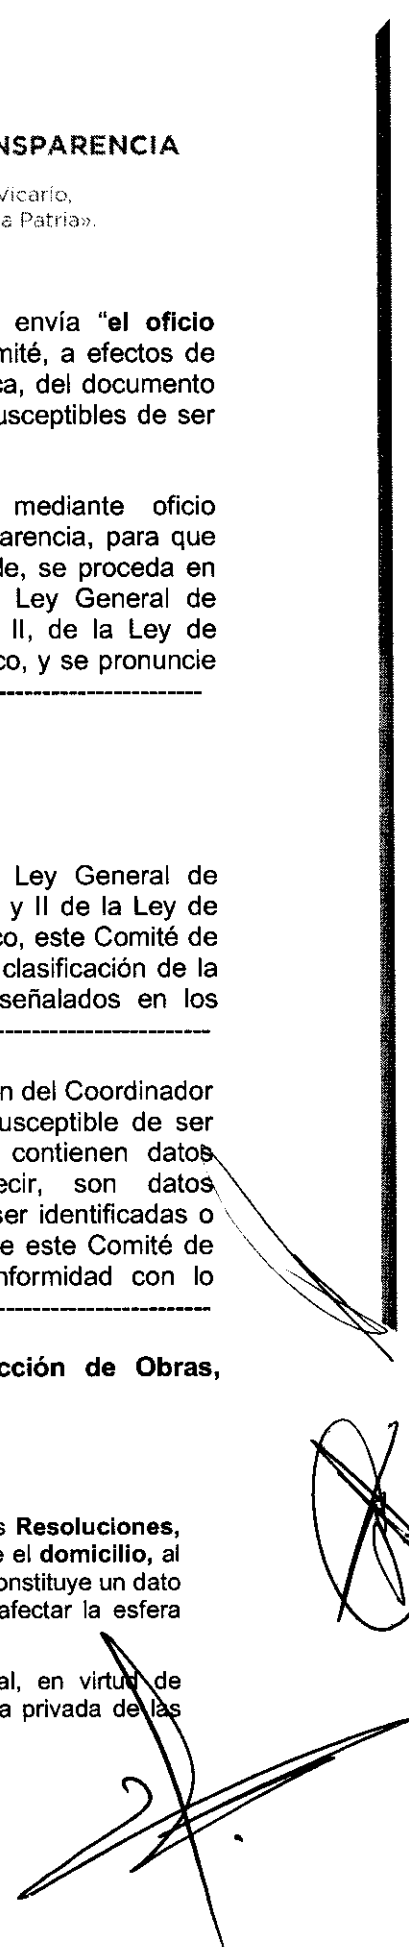 NSPARENCIA
Vicario,
a Patria».
envía "el oficio
mité, a efectos de
ca, del documento
usceptibles de ser
mediante oficio
parencia, para que
de, se proceda en
Ley General de
II, de la Ley de
co, y se pronuncie
Ley General de
y II de la Ley de
co, este Comité de
clasificación de la
señalados en los
n del Coordinador
usceptible de ser
contienen datos
ecir, son datos
ser identificadas o
e este Comité de
nformidad con lo
cción de Obras,
s Resoluciones,
e el domicilio, al
onstituye un dato
afectar la esfera
al, en virtud de
a privada de las